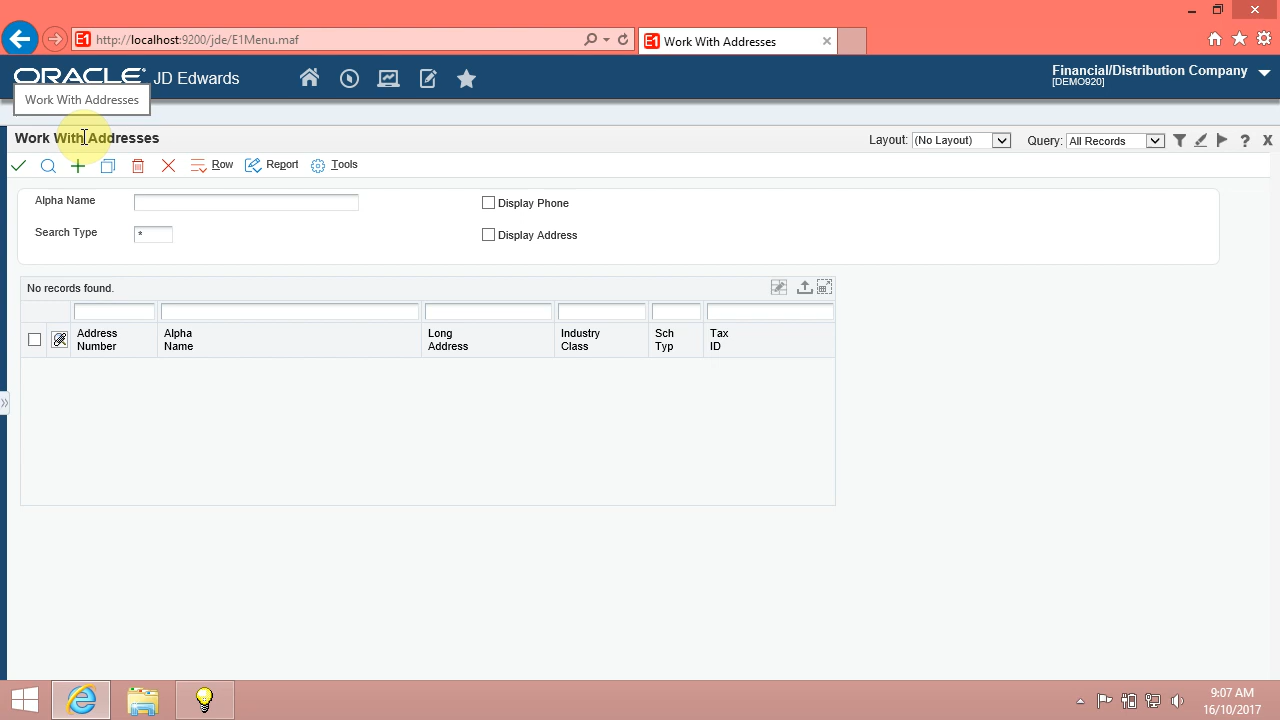 E1 http://localhost:9200/jde/E1Menu.maf
E1 Work With Addresses
ORACLE JD Edwards
Financial/Distribution Company
[DEMO920]
Work With Addresses
Work With Addresses
Layout: (No Layout) Query: All Records
Row Report Tools
Alpha Name
Display Phone
Search Type *
Display Address
No records found.
Address Number
Alpha Name
Long Address
Industry Class
Sch Typ
Tax ID
9:07 AM
16/10/2017